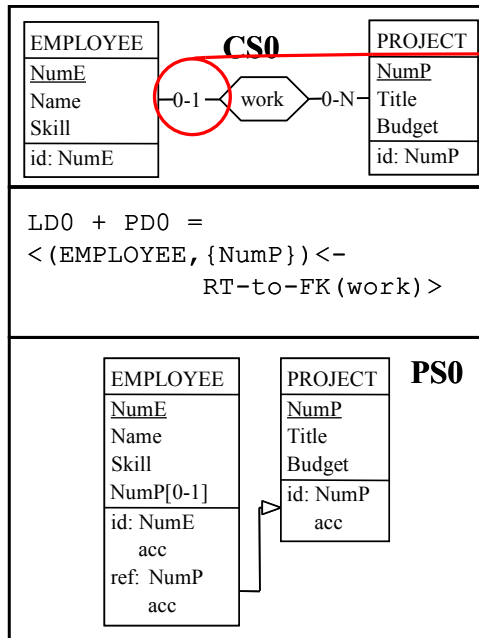 CS0
EMPLOYEE
NumE
Name
Skill
id: NumE
0-1
work
0-N
PROJECT
NumP
Title
Budget
id: NumP
LD0 + PD0 =
<(EMPLOYEE,{NumP})<-
RT-to-FK(work)>
PS0
EMPLOYEE
NumE
Name
Skill
NumP[0-1]
id: NumE
acc
ref: NumP
acc
PROJECT
NumP
Title
Budget
id: NumP
acc